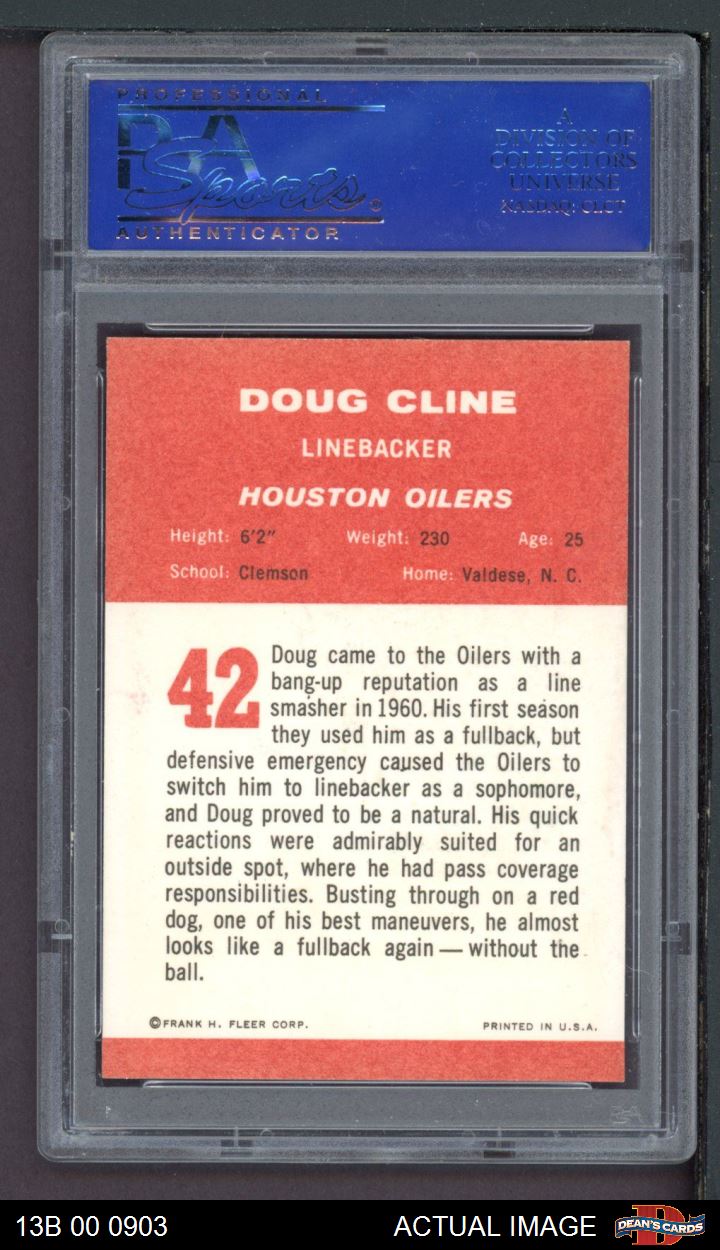 PROFESSIONAL
PSA
Sports
AUTHENTICATOR
A
DIVISION OF
COLLECTORS
UNIVERSE
NASDAQ: CLCT
DOUG CLINE
LINEBACKER
HOUSTON OILERS
Height: 6'2" Weight: 230 Age: 25
School: Clemson Home: Valdese, N. C.
42
Doug came to the Oilers with a
bang-up reputation as a line
smasher in 1960. His first season
they used him as a fullback, but
defensive emergency caused the Oilers to
switch him to linebacker as a sophomore,
and Doug proved to be a natural. His quick
reactions were admirably suited for an
outside spot, where he had pass coverage
responsibilities. Busting through on a red
dog, one of his best maneuvers, he almost
looks like a fullback again — without the
ball.
©FRANK H. FLEER CORP. PRINTED IN U.S.A.
13B 00 0903 ACTUAL IMAGE DEAN'S CARDS